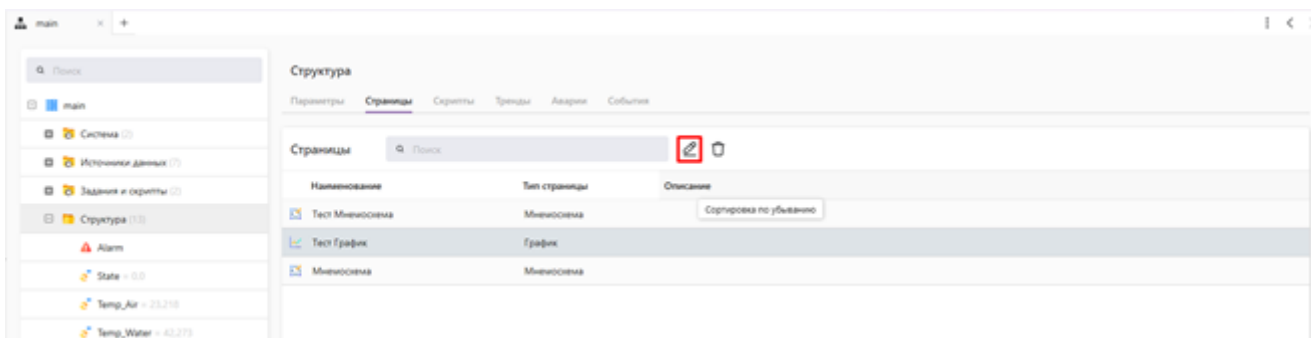 main × +
Поиск
Структура
main
Параметры Страницы Скрипты Тренды Аварии События
Система (2)
Страницы Поиск
Источники данных (7)
Наименование Тип страницы Описание
Задания и скрипты (2)
Сортировка по убыванию
Тест Мнемосхема Мнемосхема
Структура (13)
Тест График График
Alarm
Мнемосхема Мнемосхема
State = 0.0
Temp_Air = 23,218
Temp_Water = 42,273